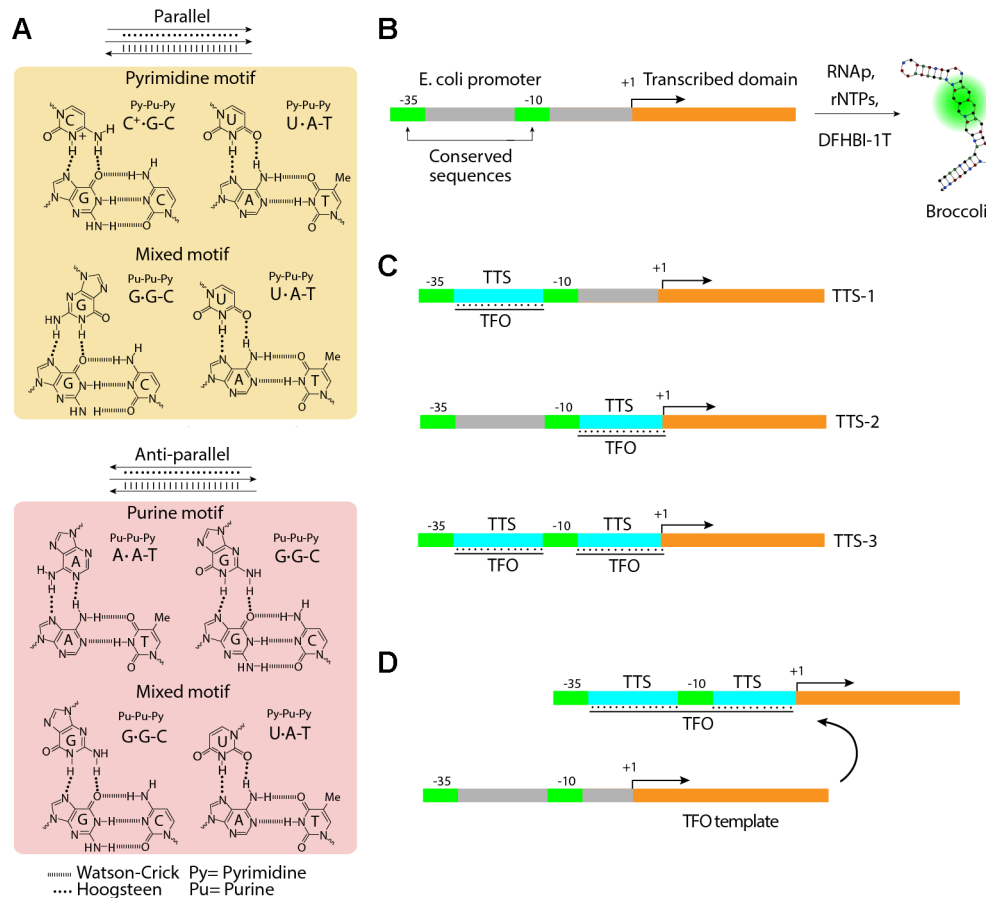 A
Parallel
Pyrimidine motif
Py-Pu-Py
C+·G-C
Py-Pu-Py
U·A-T
C
+
N
N
O
N
H
H
H
U
N
O
N
O
H
H
N
N
N
N
G
O
N
H
N
H
H
N
H
N
C
N
O
N
N
N
N
A
N
H
Me
O
H
N
T
O
N
Mixed motif
Pu-Pu-Py
G·G-C
Py-Pu-Py
U·A-T
N
N
N
G
N
O
HN
H
H
U
N
O
N
O
H
H
N
N
N
N
G
O
N
H
HN
H
H
N
H
N
C
N
O
N
N
N
N
A
N
H
Me
O
H
N
T
O
N
Anti-parallel
Purine motif
Pu-Pu-Py
A·A-T
Pu-Pu-Py
G·G-C
Mixed motif
Pu-Pu-Py
G·G-C
Py-Pu-Py
U·A-T
Watson-Crick Py= Pyrimidine
Hoogsteen Pu= Purine
B
E. coli promoter
+1
Transcribed domain
-35
-10
Conserved
sequences
RNAp,
rNTPs,
DFHBI-1T
Broccoli
C
-35
TTS
-10
+1
TFO
TTS-1
-35
-10
TTS
+1
TFO
TTS-2
-35
TTS
-10
TTS
+1
TFO
TFO
TTS-3
D
-35
TTS
-10
TTS
+1
TFO
-35
-10
+1
TFO template